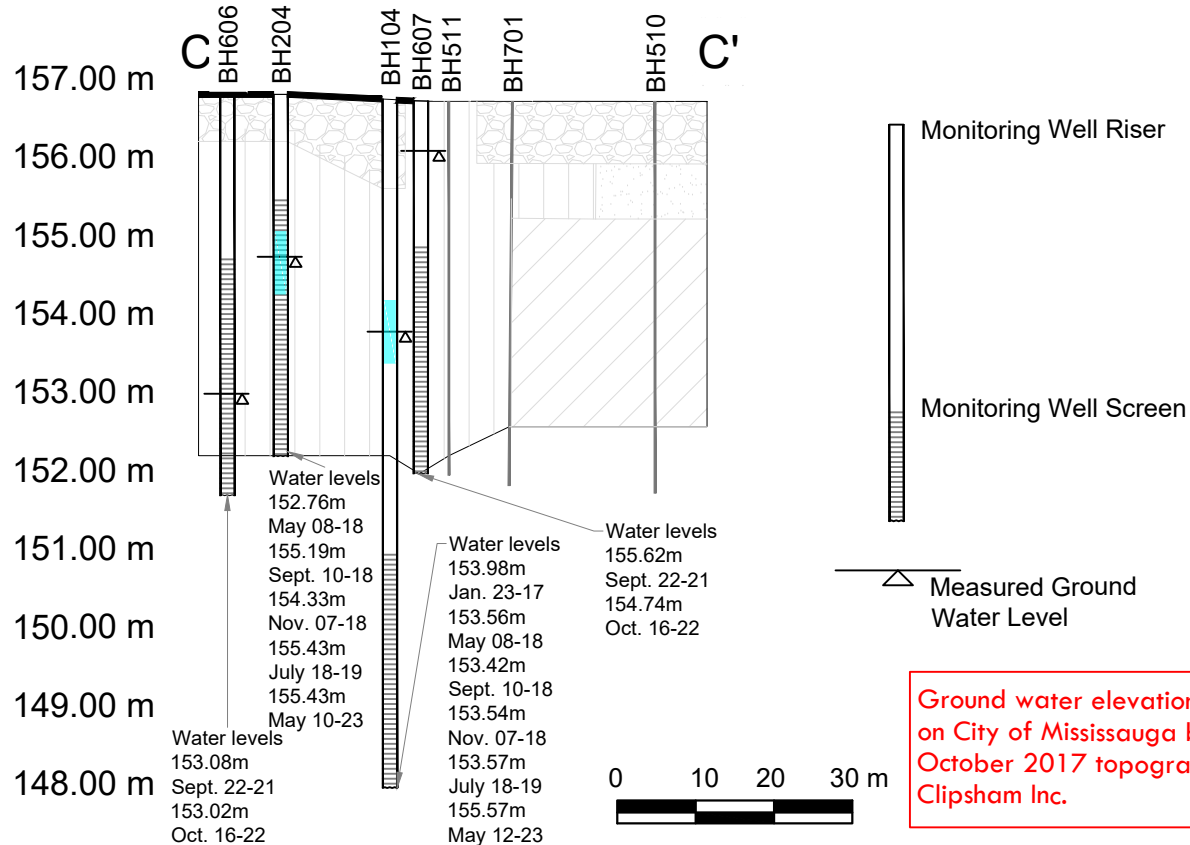 C
BH606
BH204
BH104
BH607
BH511
BH701
BH510
C'
157.00 m
156.00 m
155.00 m
154.00 m
153.00 m
152.00 m
151.00 m
150.00 m
149.00 m
148.00 m
Water levels
153.08m
Sept. 22-21
153.02m
Oct. 16-22
Water levels
152.76m
May 08-18
155.19m
Sept. 10-18
154.33m
Nov. 07-18
155.43m
July 18-19
155.43m
May 10-23
Water levels
153.98m
Jan. 23-17
153.56m
May 08-18
153.42m
Sept. 10-18
153.54m
Nov. 07-18
153.57m
July 18-19
155.57m
May 12-23
Water levels
155.62m
Sept. 22-21
154.74m
Oct. 16-22
0 10 20 30 m
Monitoring Well Riser
Monitoring Well Screen
Measured Ground
Water Level
Ground water elevation
on City of Mississauga
October 2017 topogra
Clipsham Inc.